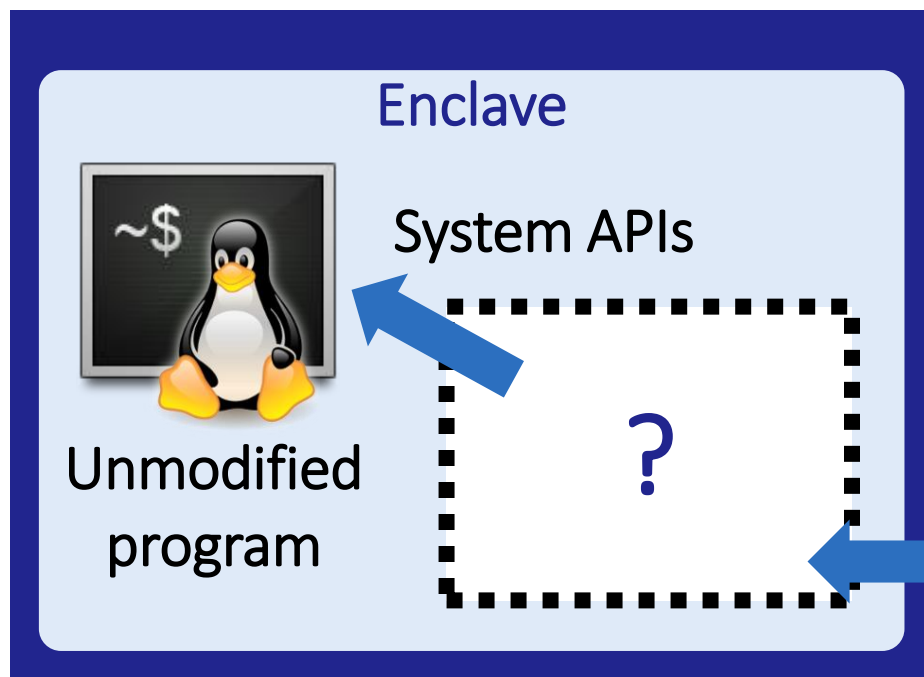 Enclave
~$
System APIs
?
Unmodified
program